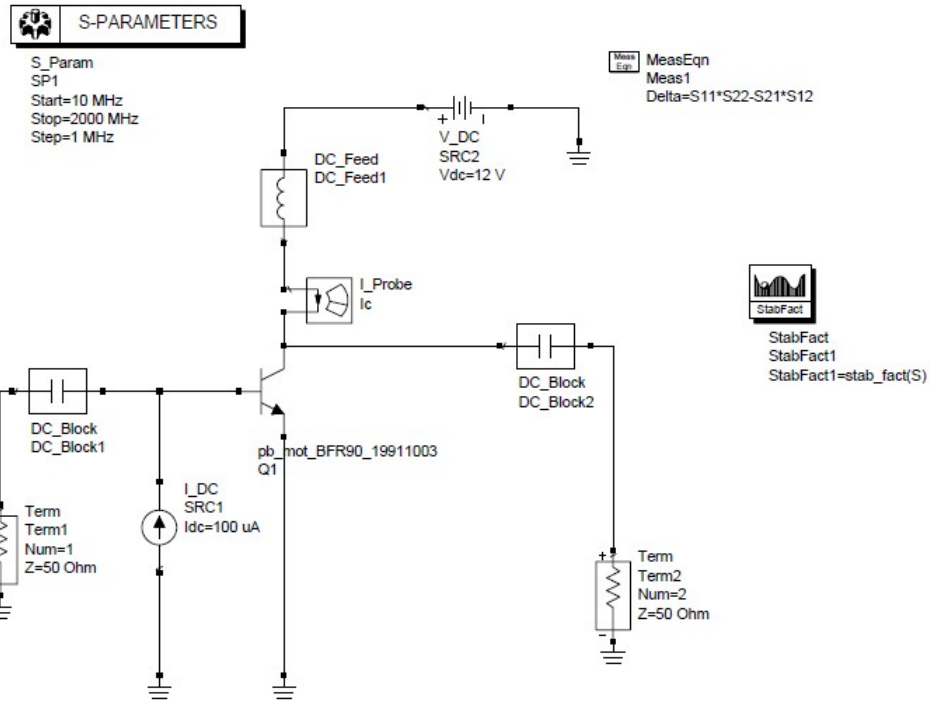 S-PARAMETERS
S_Param
SP1
Start=10 MHz
Stop=2000 MHz
Step=1 MHz
Meas
Eqn
MeasEqn
Meas1
Delta=S11*S22-S21*S12
V_DC
SRC2
Vdc=12 V
DC_Feed
DC_Feed1
I_Probe
Ic
StabFact
StabFact
StabFact1
StabFact1=stab_fact(S)
DC_Block
DC_Block2
DC_Block
DC_Block1
pb_mot_BFR90_19911003
Q1
I_DC
SRC1
Idc=100 uA
Term
Term1
Num=1
Z=50 Ohm
Term
Term2
Num=2
Z=50 Ohm